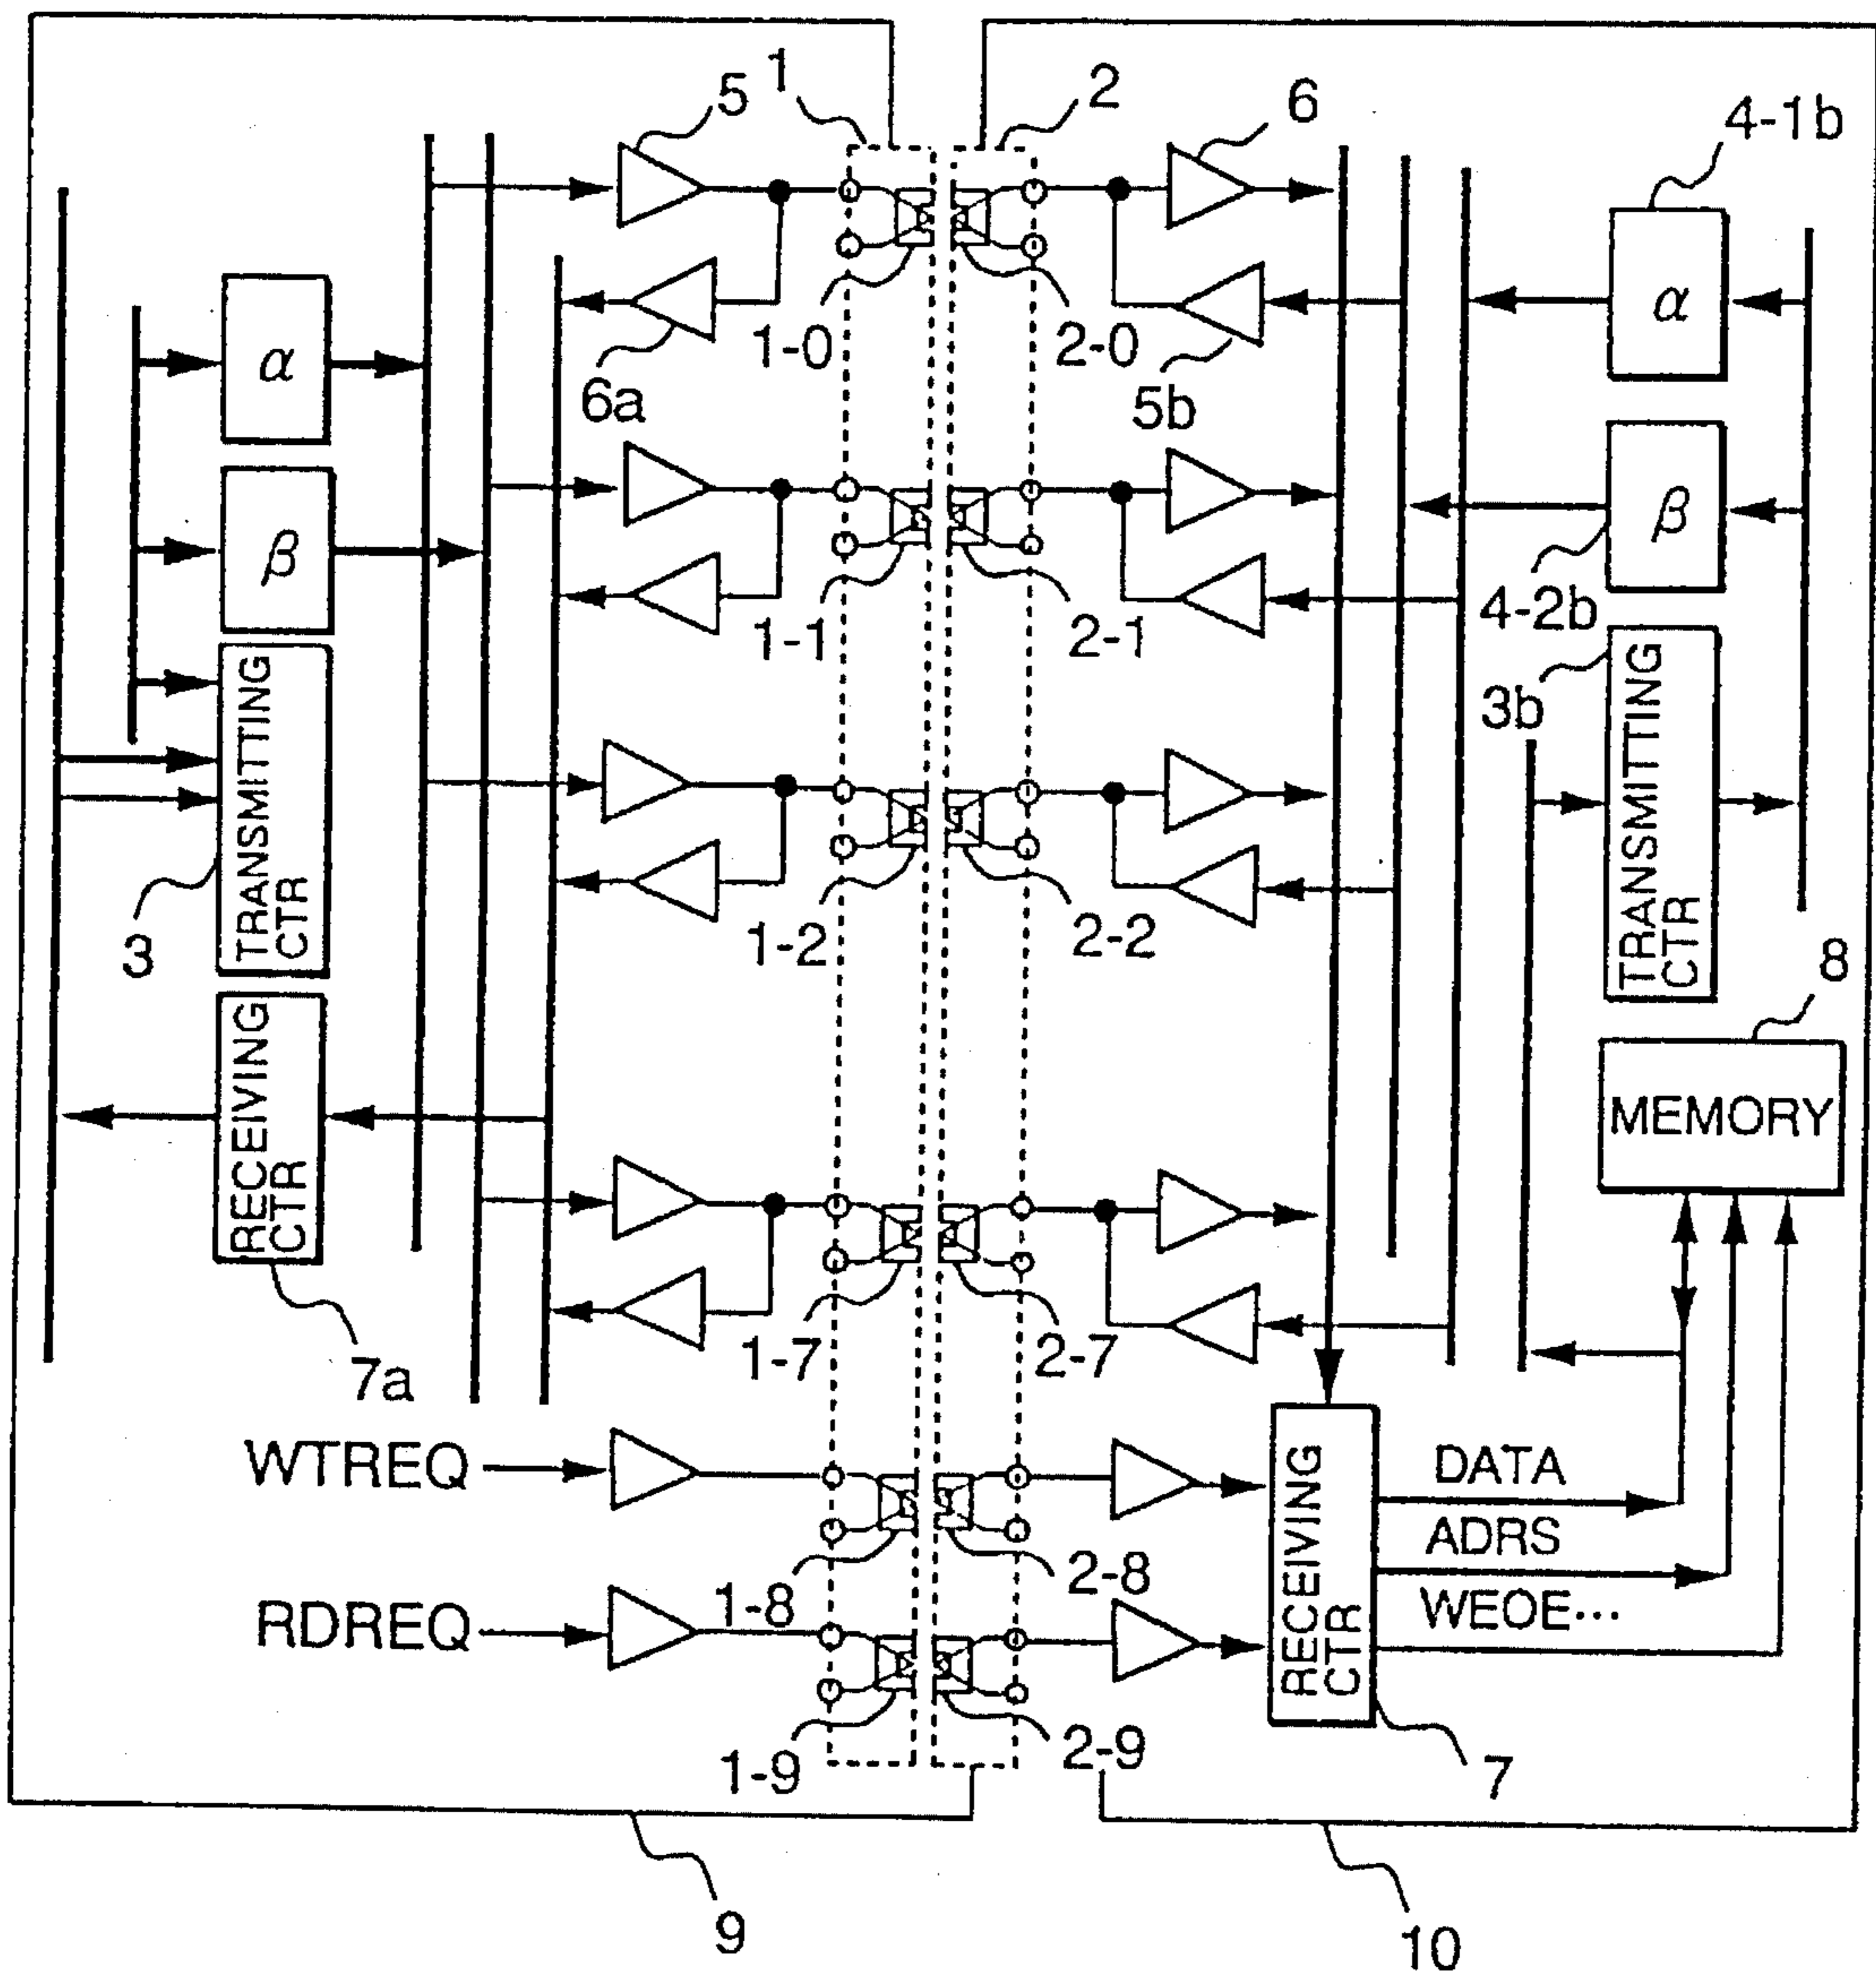 1
2
5
6
4-1b
α
α
1-0
2-0
6a
5b
β
β
1-1
2-1
4-2b
TRANSMITTING CTR
3b
TRANSMITTING CTR
3
1-2
2-2
8
RECEIVING CTR
MEMORY
7a
1-7
2-7
WTREQ
DATA
ADRS
1-8
2-8
RDREQ
RECEIVING CTR
WEOE···
1-9
2-9
7
9
10